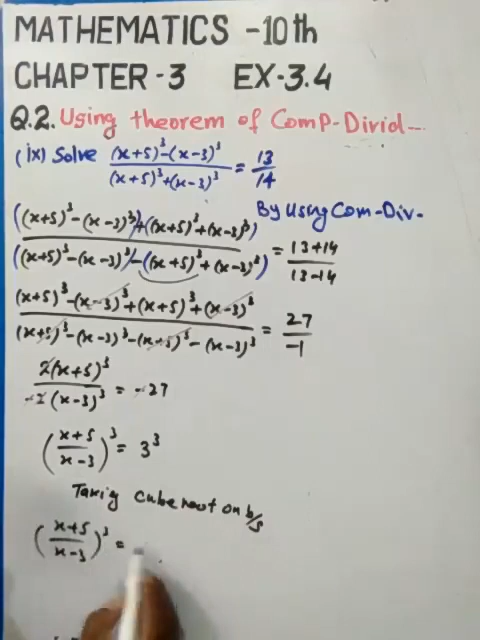 MATHEMATICS - 10th
CHAPTER - 3 EX - 3.4
Q.2. Using theorem of Comp-Divid--
(ix) Solve ((x+5)³-(x-3)³)/((x+5)³+(x-3)³) = 13/14
By Using Com-Div-
(((x+5)³-(x-3)³)+((x+5)³+(x-3)³))/(((x+5)³-(x-3)³)-((x+5)³+(x-3)³)) = (13+14)/(13-14)
((x+5)³-(x-3)³+(x+5)³+(x-3)³)/((x+5)³-(x-3)³-(x+5)³-(x-3)³) = 27/-1
2(x+5)³/-2(x-3)³ = -27
((x+5)/(x-3))³ = 3³
Taking cube root on b/s
((x+5)/(x-3))³ =